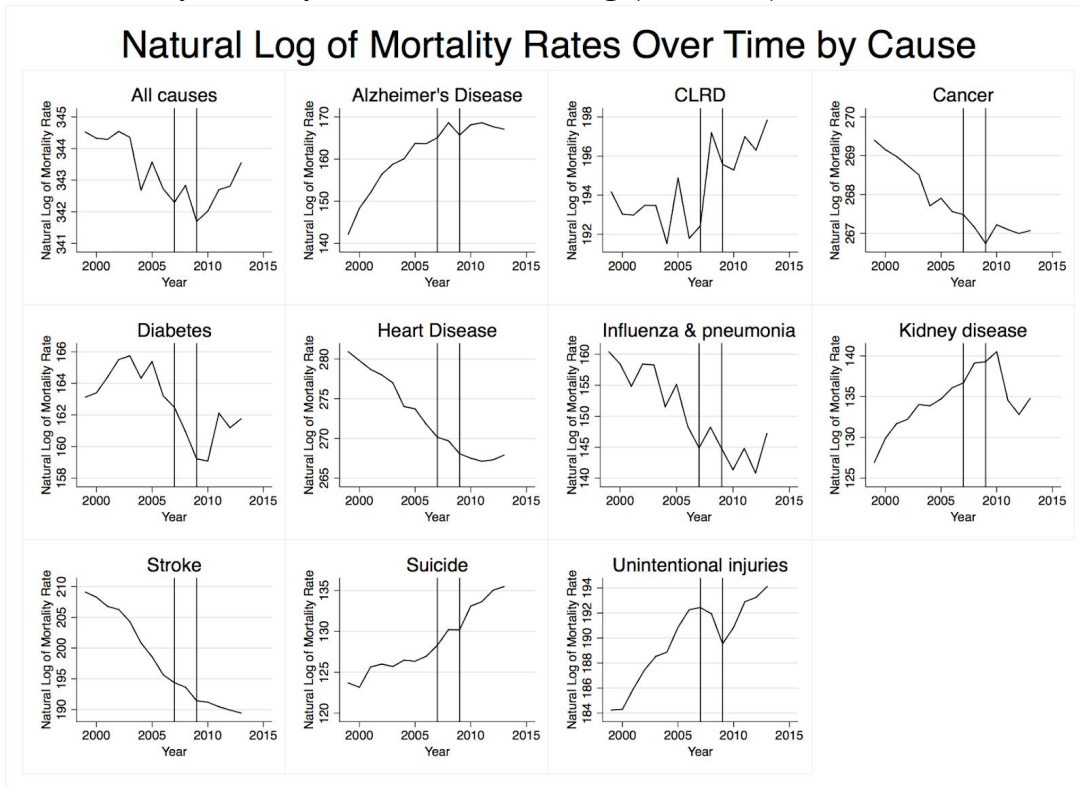 Natural Log of Mortality Rates Over Time by Cause
All causes
Natural Log of Mortality Rate
345
344
343
342
341
2000 2005 2010 2015
Year
Alzheimer's Disease
Natural Log of Mortality Rate
170
160
150
140
2000 2005 2010 2015
Year
CLRD
Natural Log of Mortality Rate
198
196
194
192
2000 2005 2010 2015
Year
Cancer
Natural Log of Mortality Rate
270
269
268
267
2000 2005 2010 2015
Year
Diabetes
Natural Log of Mortality Rate
166
164
162
160
158
2000 2005 2010 2015
Year
Heart Disease
Natural Log of Mortality Rate
280
275
270
265
2000 2005 2010 2015
Year
Influenza & pneumonia
Natural Log of Mortality Rate
160
155
150
145
140
2000 2005 2010 2015
Year
Kidney disease
Natural Log of Mortality Rate
140
135
130
125
2000 2005 2010 2015
Year
Stroke
Natural Log of Mortality Rate
210
205
200
195
190
2000 2005 2010 2015
Year
Suicide
Natural Log of Mortality Rate
135
130
125
120
2000 2005 2010 2015
Year
Unintentional injuries
Natural Log of Mortality Rate
194
192
190
188
186
184
2000 2005 2010 2015
Year